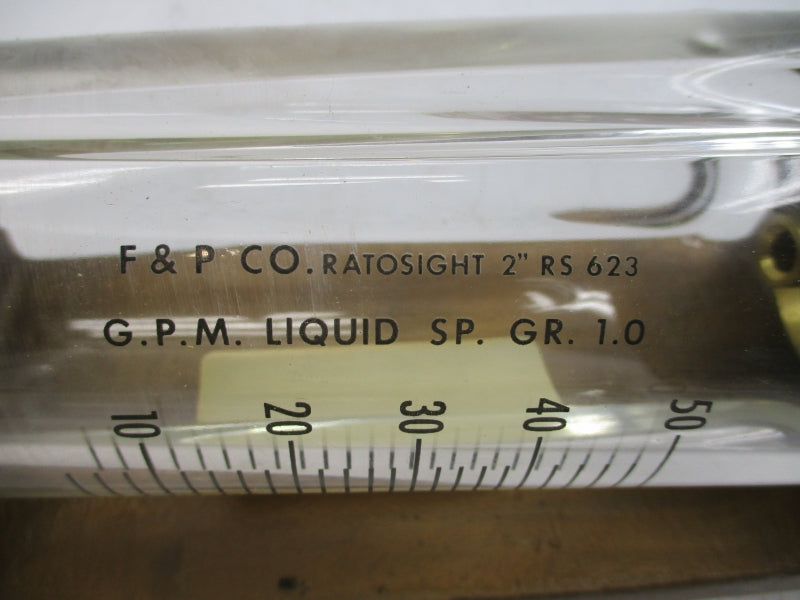 F & P CO. RATOSIGHT 2" RS 623
G.P.M. LIQUID SP. GR. 1.0
10 20 30 40 50